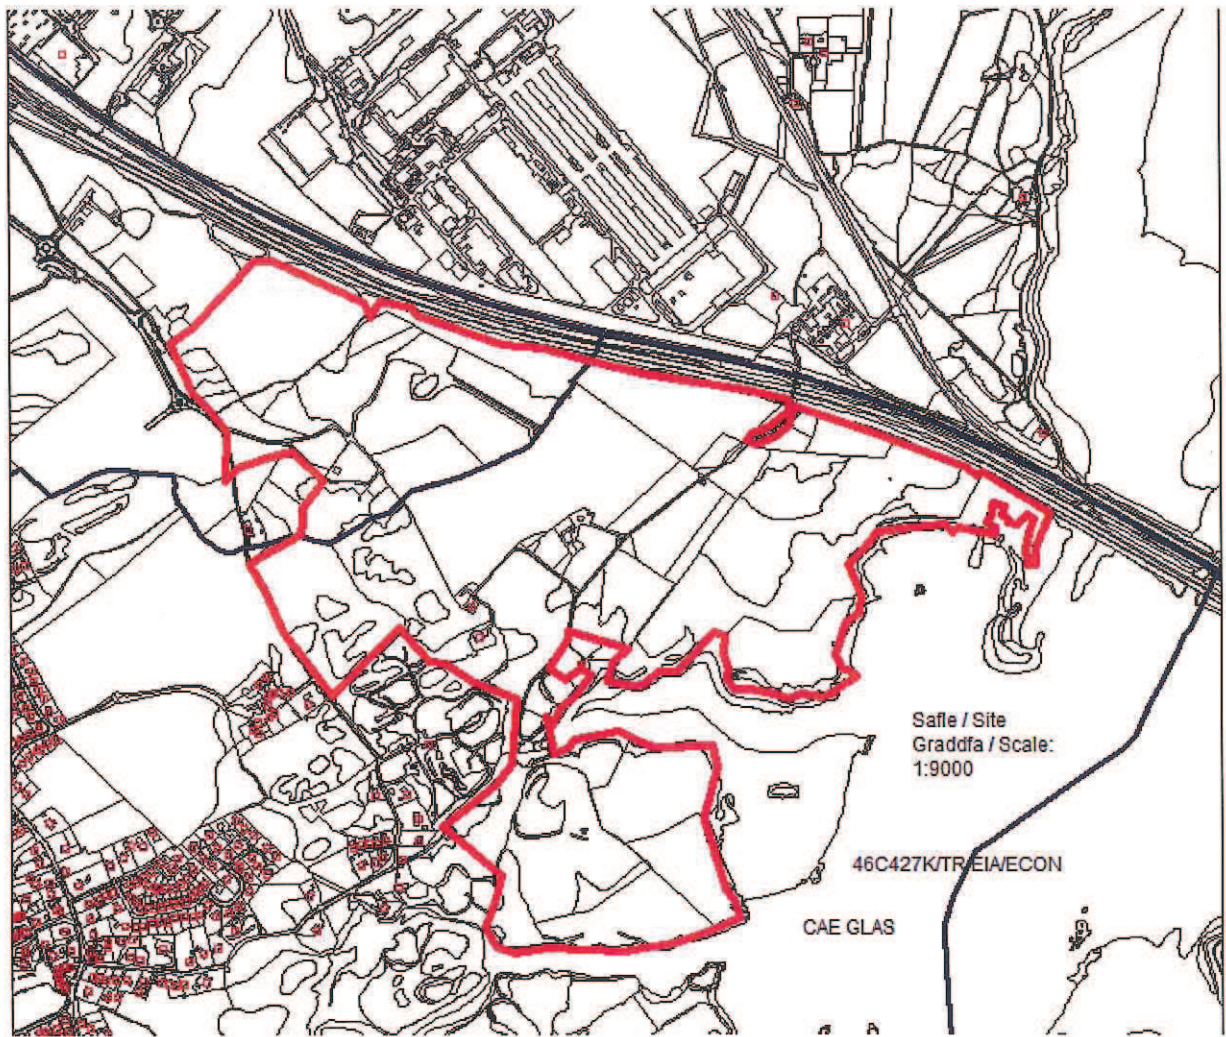 Safle / Site
Graddfa / Scale:
1:9000
46C427K/TR/EIA/ECON
CAE GLAS